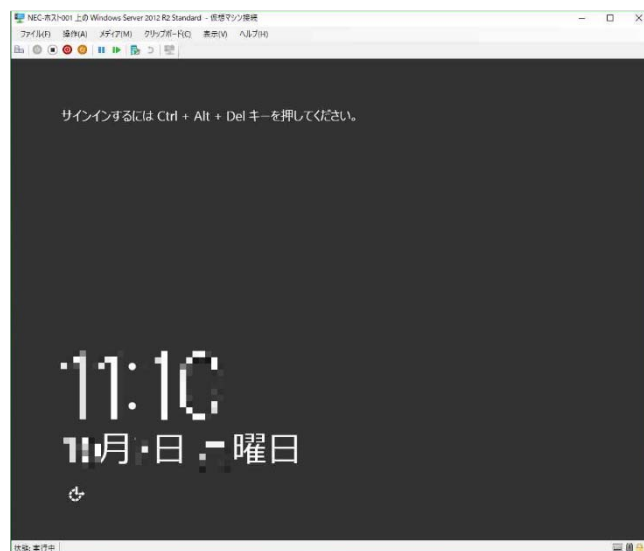 NEC-ホスト001 上の Windows Server 2012 R2 Standard - 仮想マシン接続
ファイル(F) 操作(A) メディア(M) クリップボード(C) 表示(V) ヘルプ(H)
サインインするには Ctrl + Alt + Del キーを押してください。
11:10
月 日 曜日
状態: 実行中